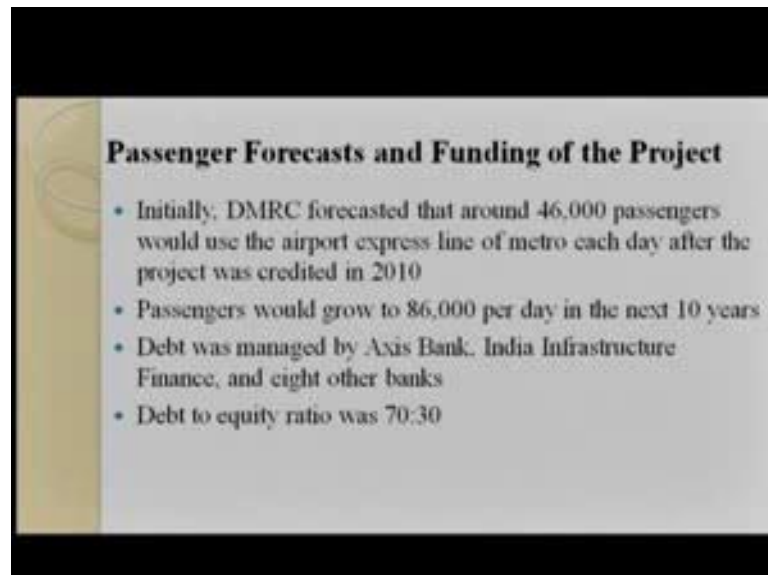 Passenger Forecasts and Funding of the Project
• Initially, DMRC forecasted that around 46,000 passengers
would use the airport express line of metro each day after the
project was credited in 2010
• Passengers would grow to 86,000 per day in the next 10 years
• Debt was managed by Axis Bank, India Infrastructure
Finance, and eight other banks
• Debt to equity ratio was 70:30